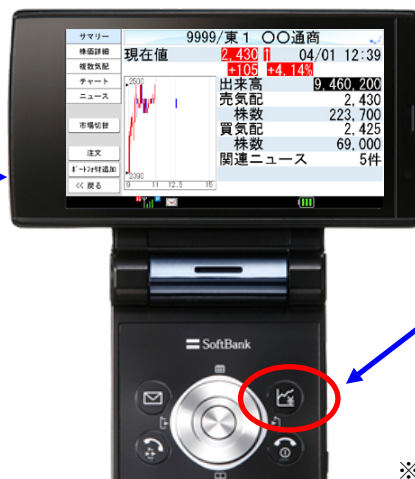 サマリー
株価詳細
複数気配
チャート
ニュース
市場切替
注文
ポートフォリオ追加
<< 戻る
9999/東1 〇〇通商
現在値 2,430 ↑ 04/01 12:39
+105 +4.14%
出来高 9,460,200
売気配 2,430
株数 223,700
買気配 2,425
株数 69,000
関連ニュース 5件
2500
2090
9 11 12.5 15
SoftBank
※